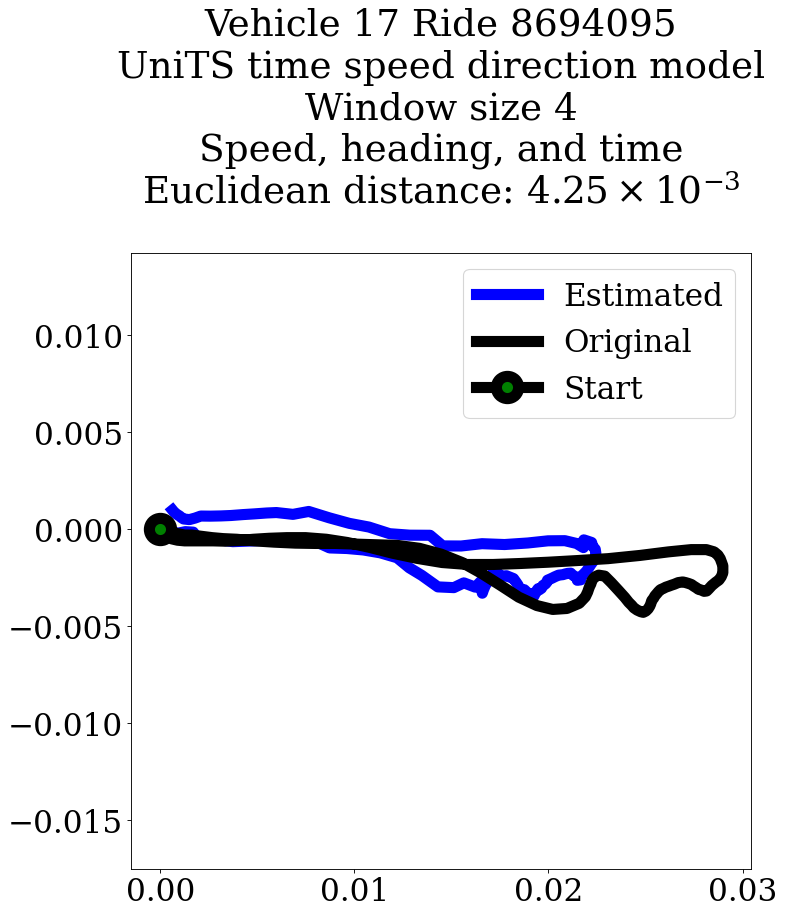 Vehicle 17 Ride 8694095
UniTS time speed direction model
Window size 4
Speed, heading, and time
Euclidean distance: 4.25 × 10⁻³
Estimated
Original
Start
0.010
0.005
0.000
−0.005
−0.010
−0.015
0.00 0.01 0.02 0.03